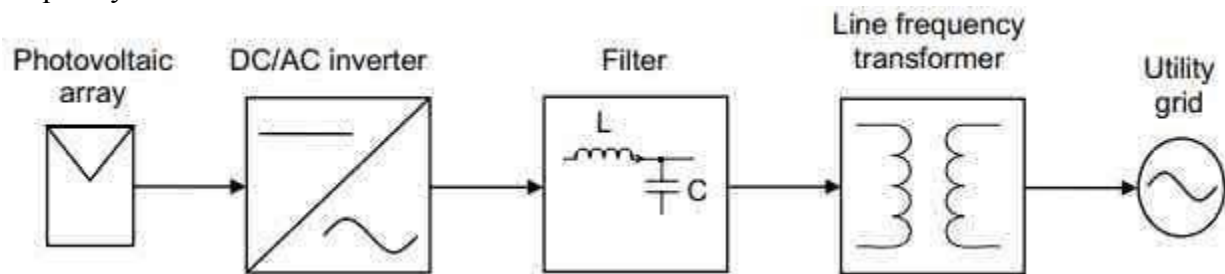 Photovoltaic
array
DC/AC inverter
Filter
Line frequency
transformer
Utility
grid
L
C